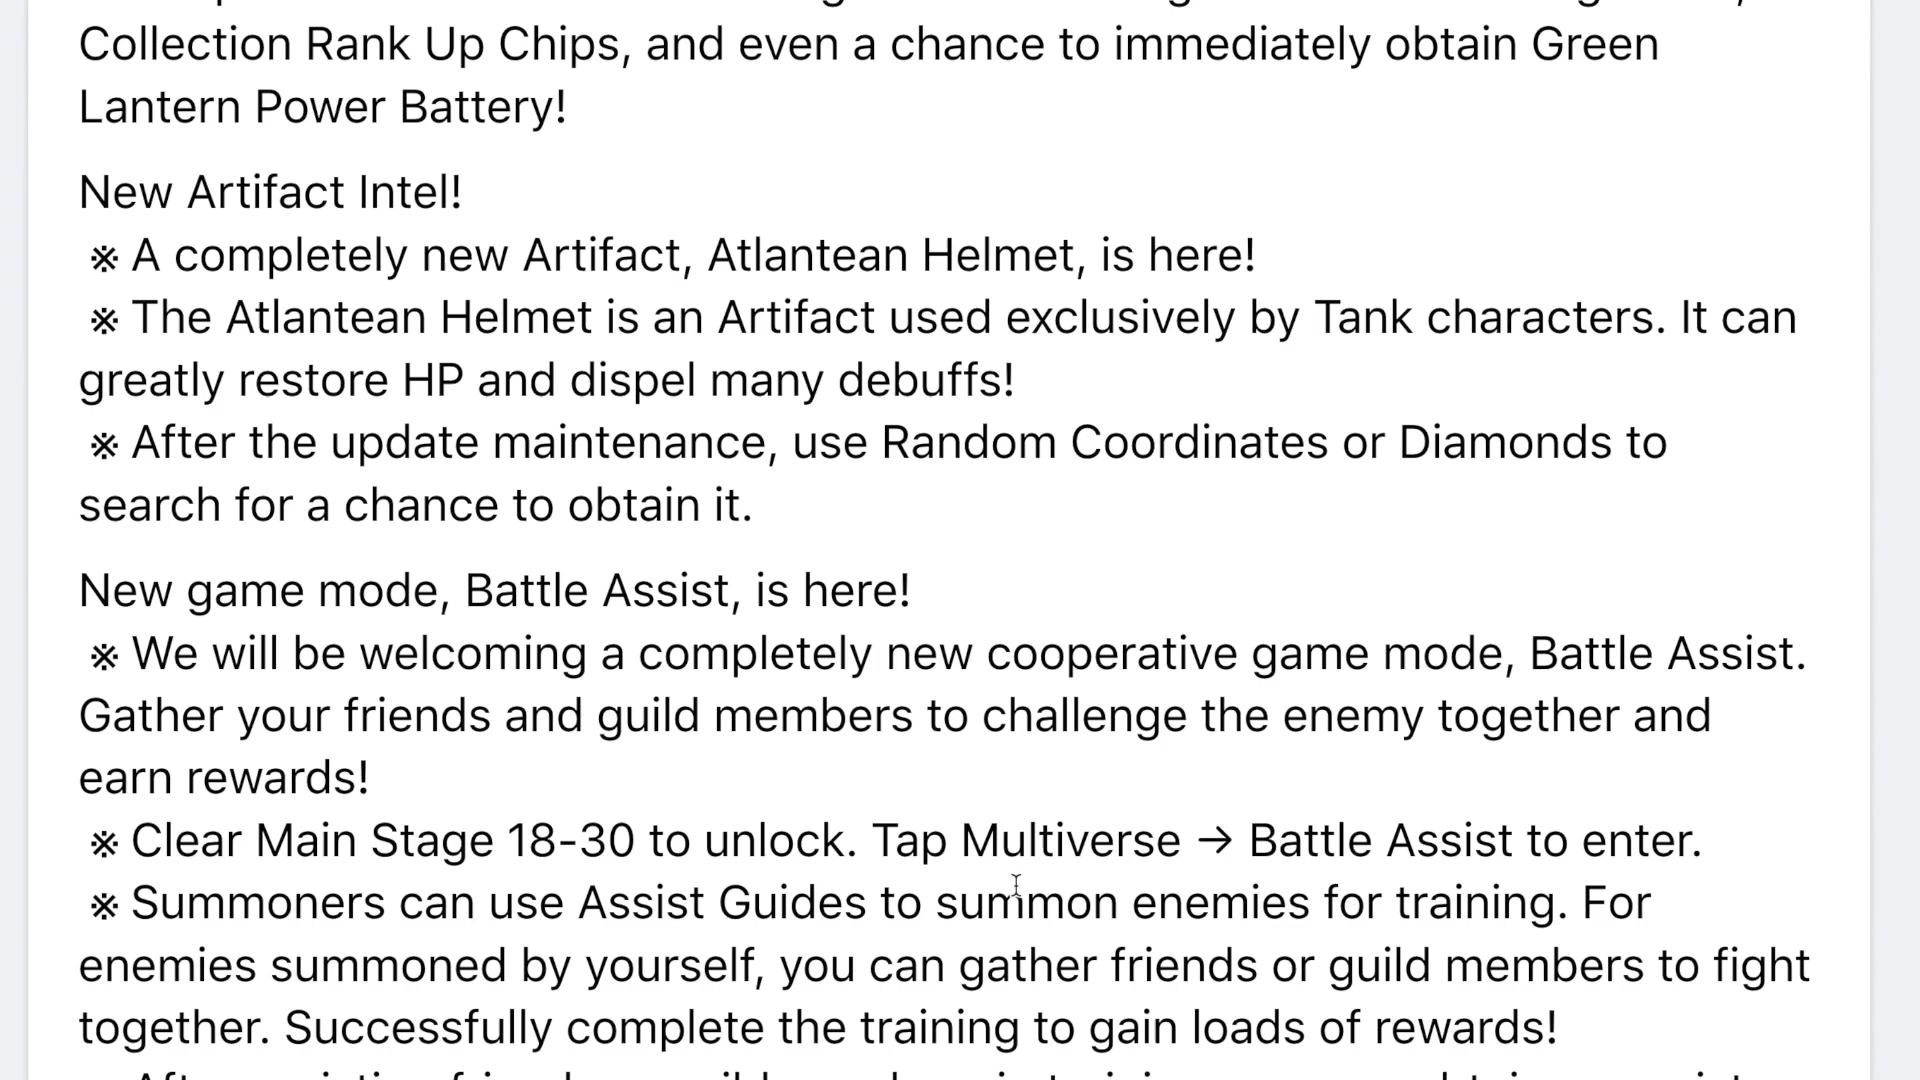 Collection Rank Up Chips, and even a chance to immediately obtain Green
Lantern Power Battery!
New Artifact Intel!
※ A completely new Artifact, Atlantean Helmet, is here!
※ The Atlantean Helmet is an Artifact used exclusively by Tank characters. It can
greatly restore HP and dispel many debuffs!
※ After the update maintenance, use Random Coordinates or Diamonds to
search for a chance to obtain it.
New game mode, Battle Assist, is here!
※ We will be welcoming a completely new cooperative game mode, Battle Assist.
Gather your friends and guild members to challenge the enemy together and
earn rewards!
※ Clear Main Stage 18-30 to unlock. Tap Multiverse → Battle Assist to enter.
※ Summoners can use Assist Guides to summon enemies for training. For
enemies summoned by yourself, you can gather friends or guild members to fight
together. Successfully complete the training to gain loads of rewards!